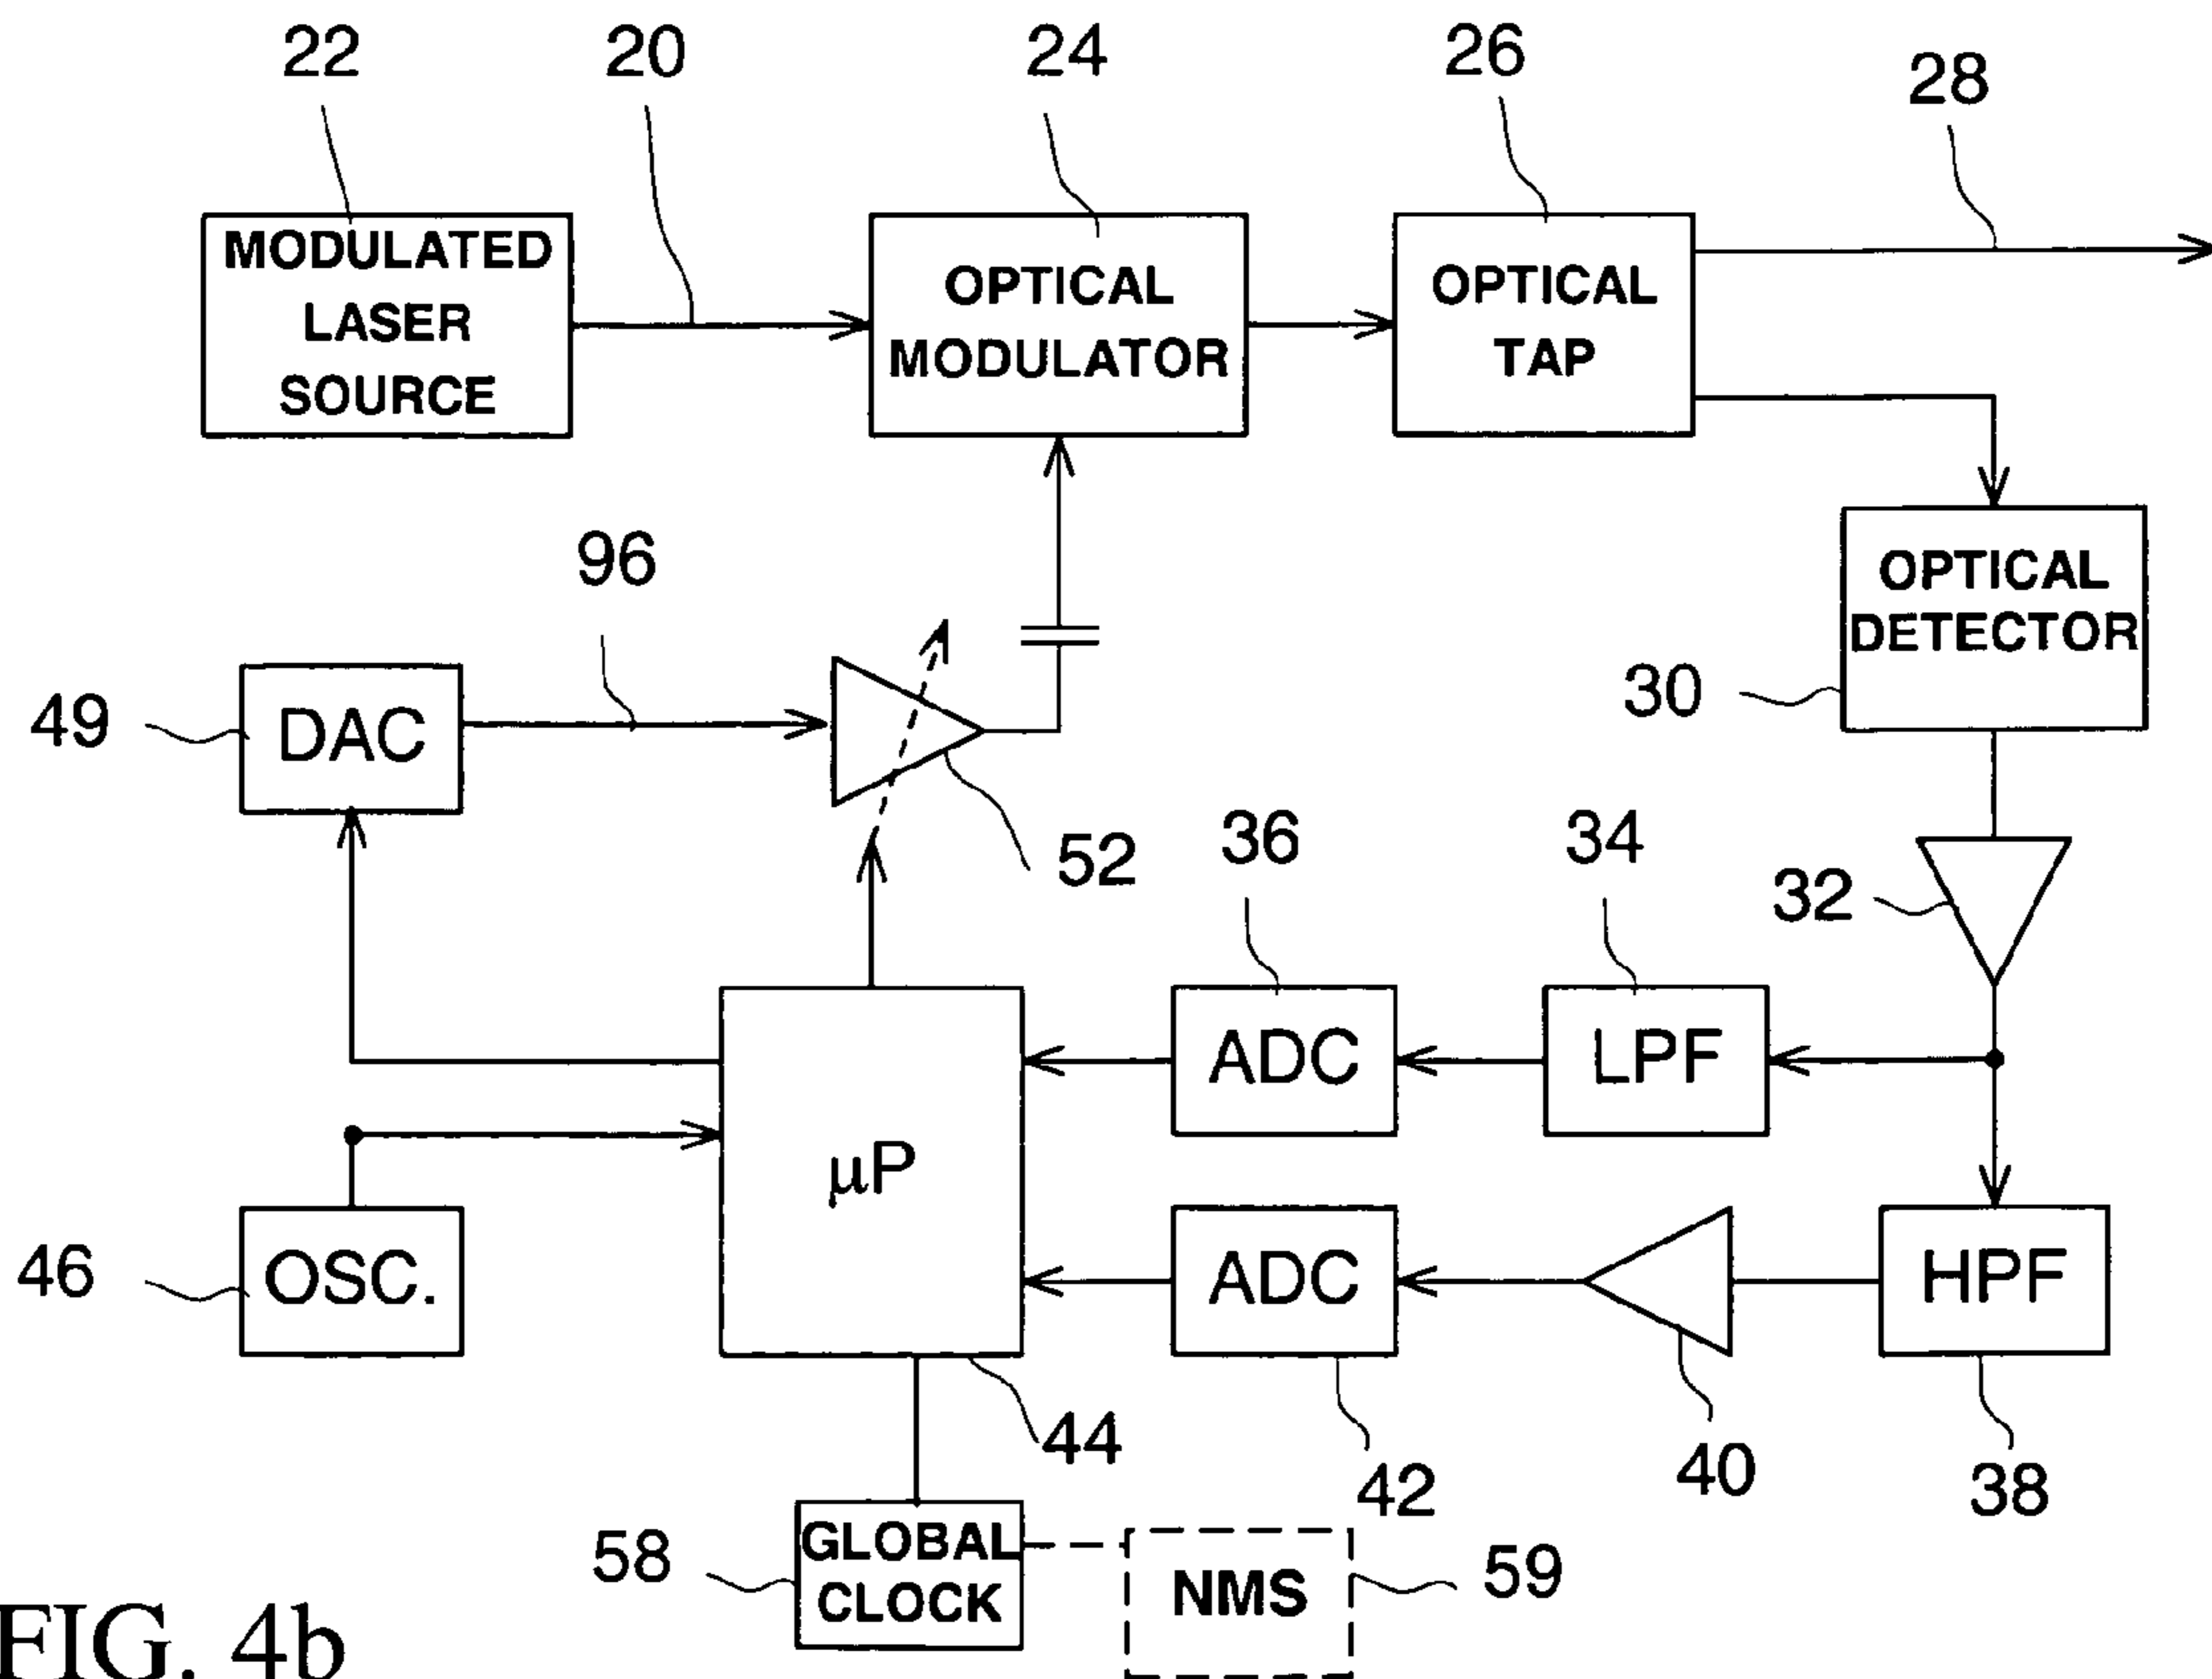 22
20
24
26
28
MODULATED
LASER
SOURCE
OPTICAL
MODULATOR
OPTICAL
TAP
OPTICAL
DETECTOR
30
96
49
DAC
52
36
34
32
ADC
LPF
µP
46
OSC.
ADC
HPF
44
42
40
38
58
GLOBAL
CLOCK
NMS
59
FIG. 4b